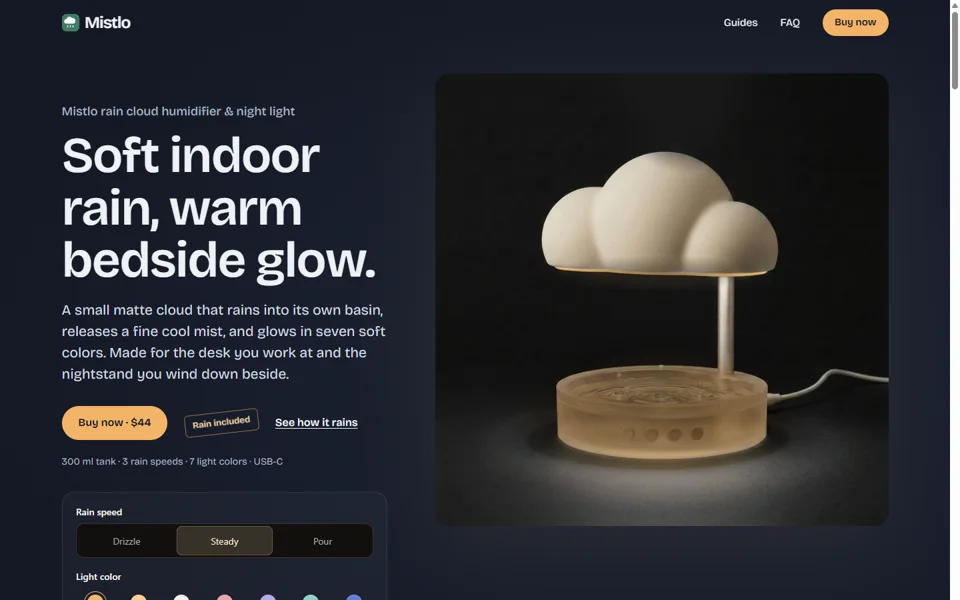 Mistlo
Guides
FAQ
Buy now
Mistlo rain cloud humidifier & night light
Soft indoor
rain, warm
bedside glow.
A small matte cloud that rains into its own basin,
releases a fine cool mist, and glows in seven soft
colors. Made for the desk you work at and the
nightstand you wind down beside.
Buy now · $44
Rain included
See how it rains
300 ml tank · 3 rain speeds · 7 light colors · USB-C
Rain speed
Drizzle
Steady
Pour
Light color